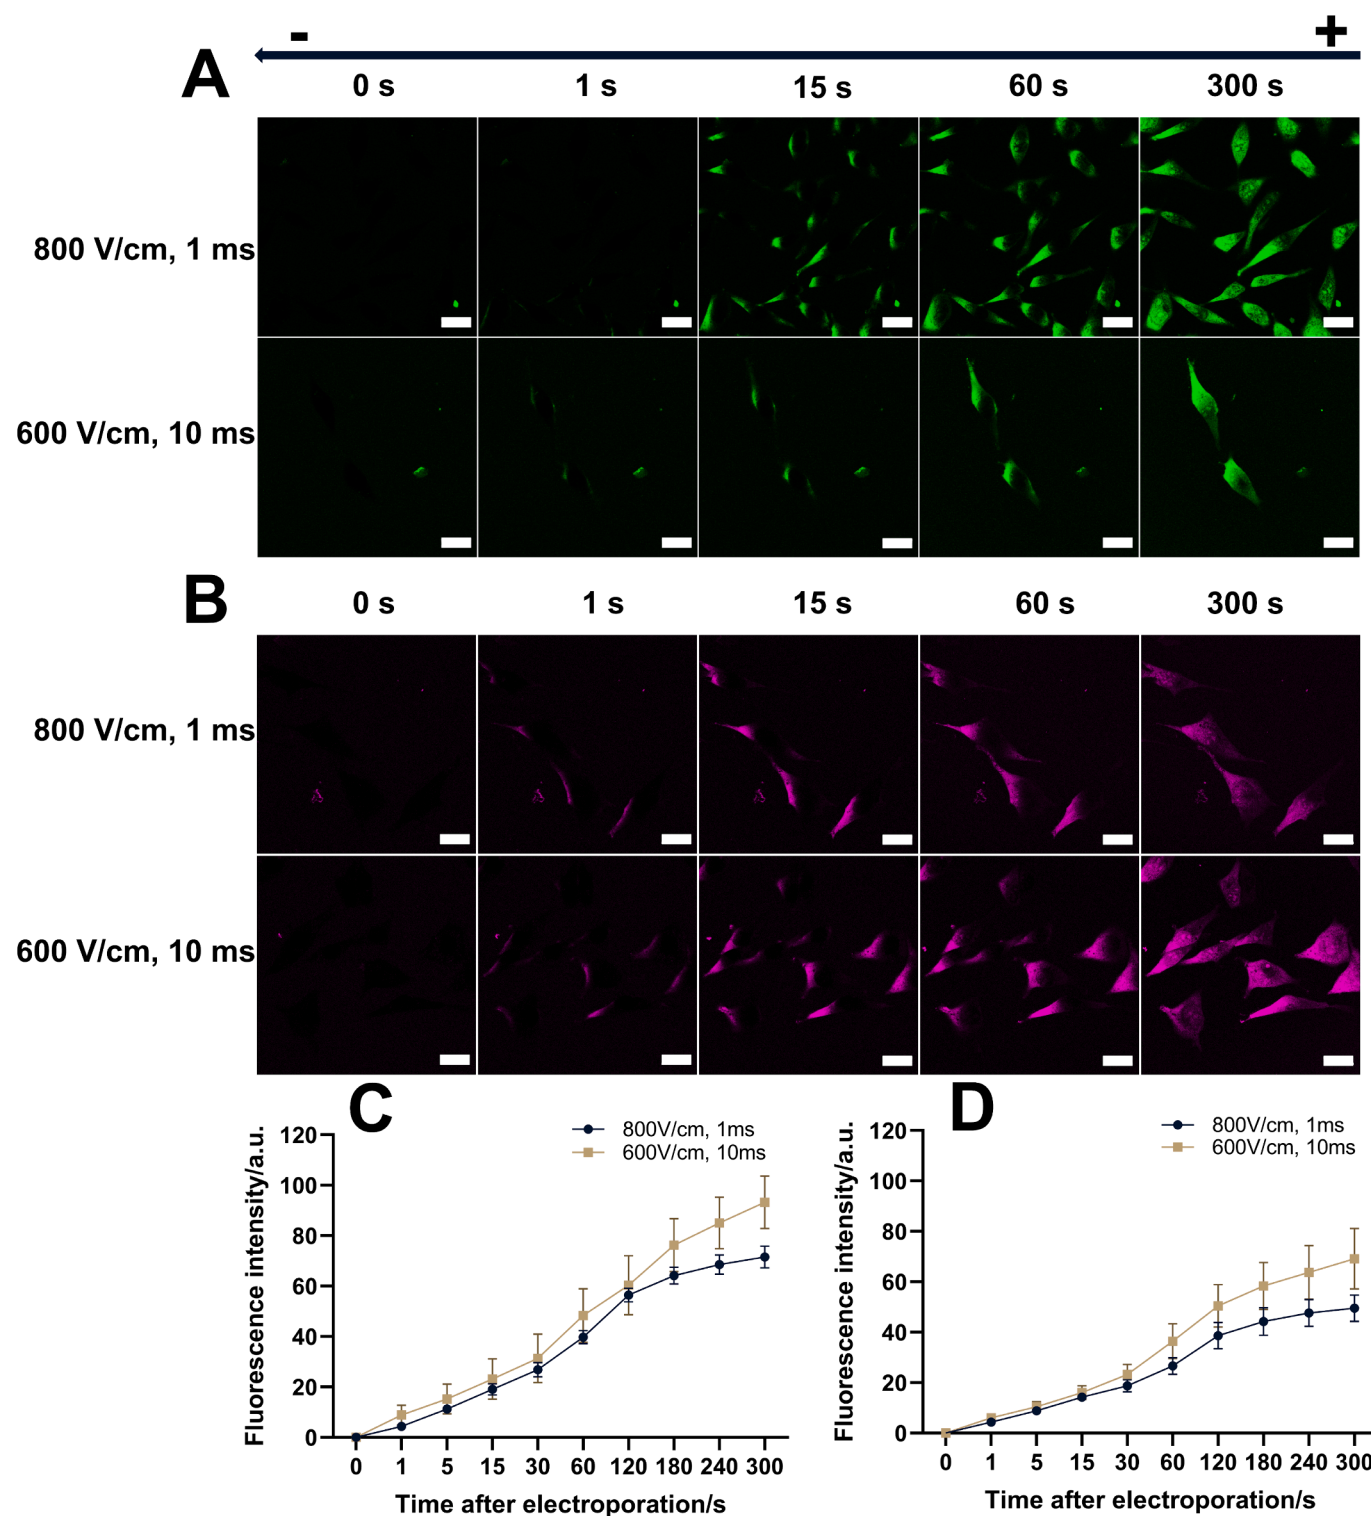 - +
A
0 s 1 s 15 s 60 s 300 s
800 V/cm, 1 ms
600 V/cm, 10 ms
B
0 s 1 s 15 s 60 s 300 s
800 V/cm, 1 ms
600 V/cm, 10 ms
C
Fluorescence intensity/a.u.
120
100
80
60
40
20
0
800V/cm, 1ms
600V/cm, 10ms
0 1 5 15 30 60 120 180 240 300
Time after electroporation/s
D
Fluorescence intensity/a.u.
120
100
80
60
40
20
0
800V/cm, 1ms
600V/cm, 10ms
0 1 5 15 30 60 120 180 240 300
Time after electroporation/s